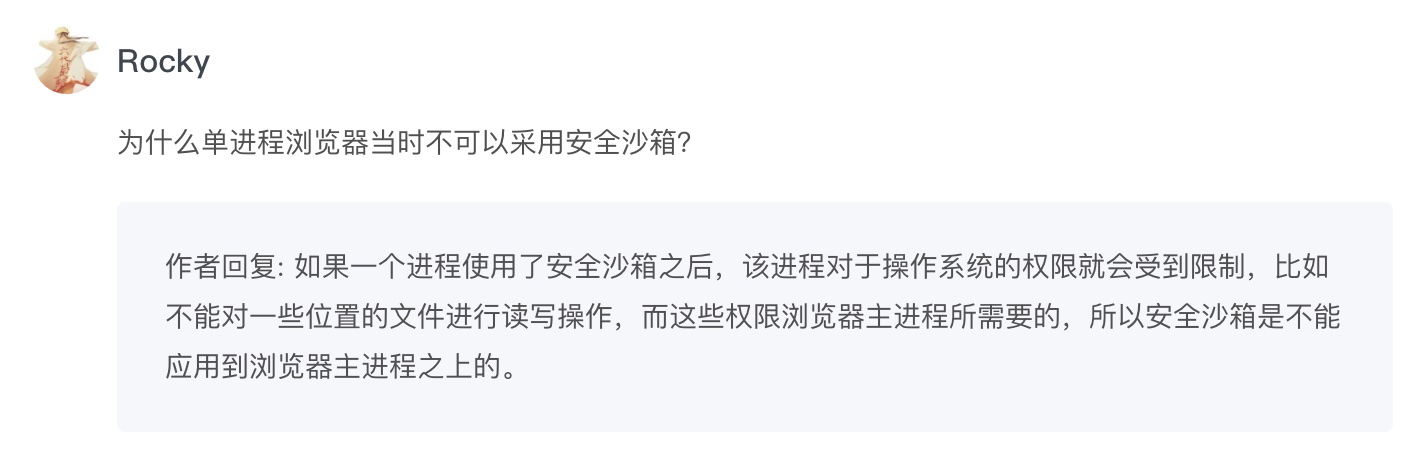 Rocky
为什么单进程浏览器当时不可以采用安全沙箱？
作者回复: 如果一个进程使用了安全沙箱之后，该进程对于操作系统的权限就会受到限制，比如
不能对一些位置的文件进行读写操作，而这些权限浏览器主进程所需要的，所以安全沙箱是不能
应用到浏览器主进程之上的。